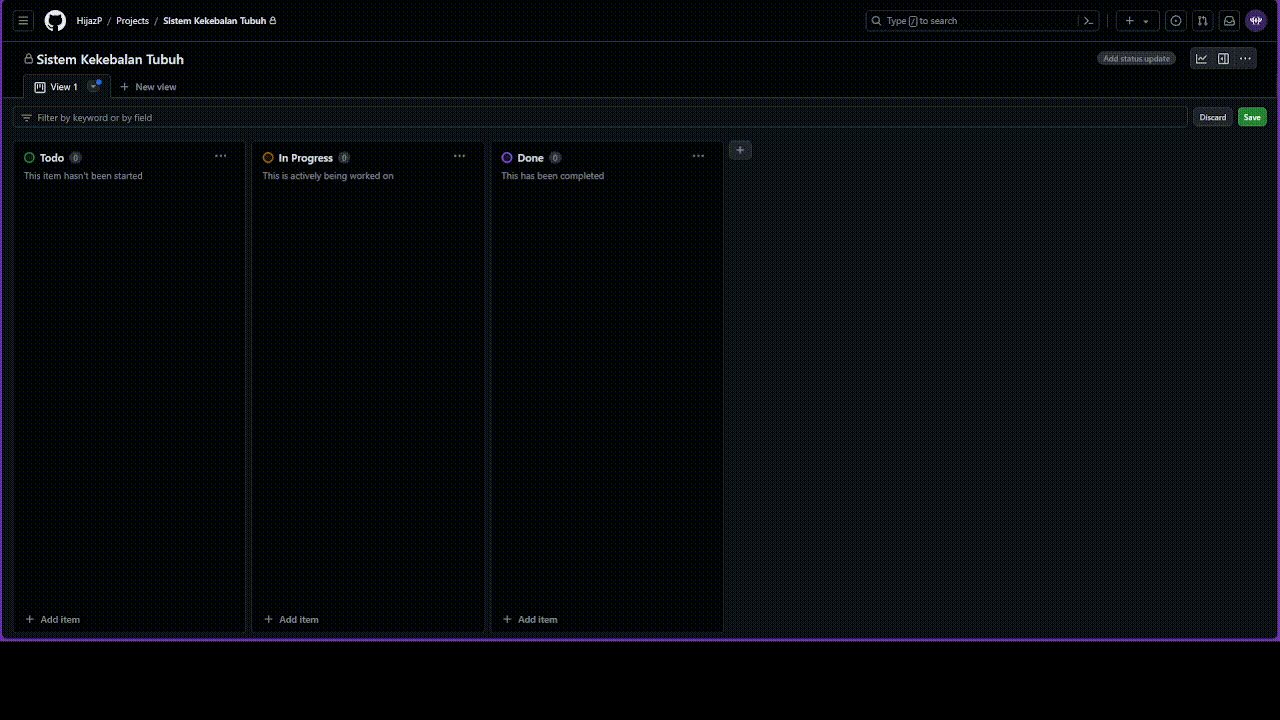 HijazP / Projects / Sistem Kekebalan Tubuh
Type / to search
Sistem Kekebalan Tubuh
Add status update
View 1
New view
Filter by keyword or by field
Discard
Save
Todo 0
This item hasn't been started
In Progress 0
This is actively being worked on
Done 0
This has been completed
Add item
Add item
Add item